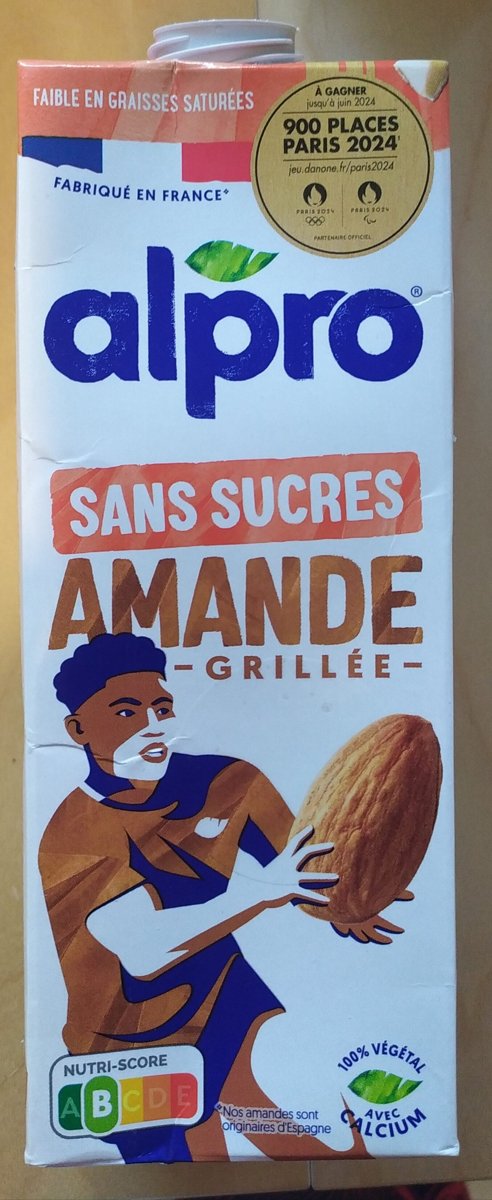 FAIBLE EN GRAISSES SATURÉES
À GAGNER
jusqu'à juin 2024
900 PLACES
PARIS 2024
jeu.danone.fr/paris2024
PARIS 2024 PARIS 2024
PARTENAIRE OFFICIEL
FABRIQUÉ EN FRANCE*
alpro®
SANS SUCRES
AMANDE
-GRILLÉE-
NUTRI-SCORE
A B C D E
*Nos amandes sont
originaires d'Espagne
100% VÉGÉTAL
AVEC
CALCIUM